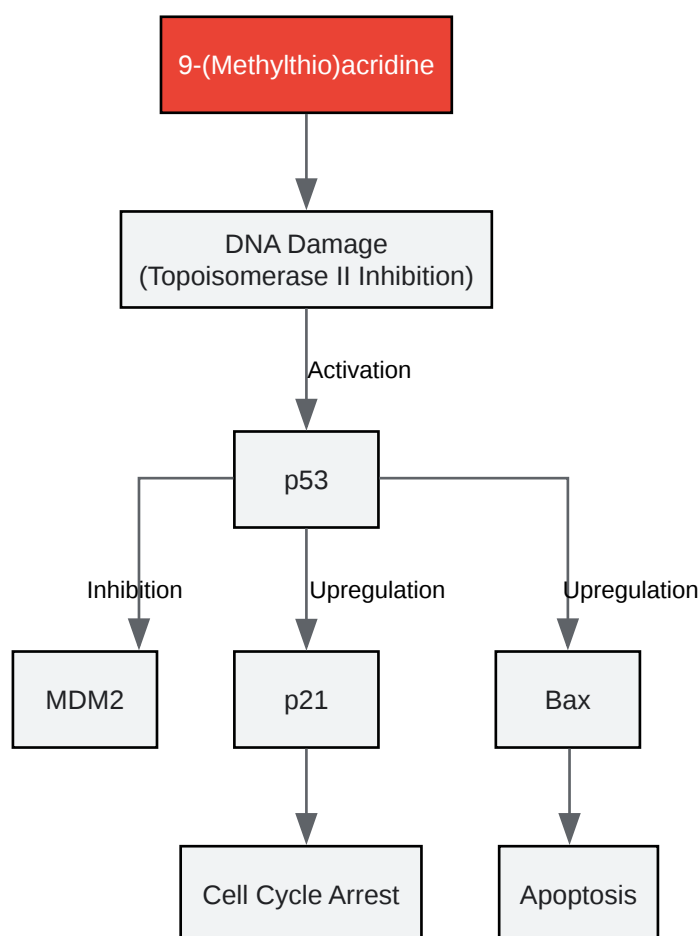 9-(Methylthio)acridine
DNA Damage
(Topoisomerase II Inhibition)
Activation
p53
Inhibition
Upregulation
Upregulation
MDM2
p21
Bax
Cell Cycle Arrest
Apoptosis